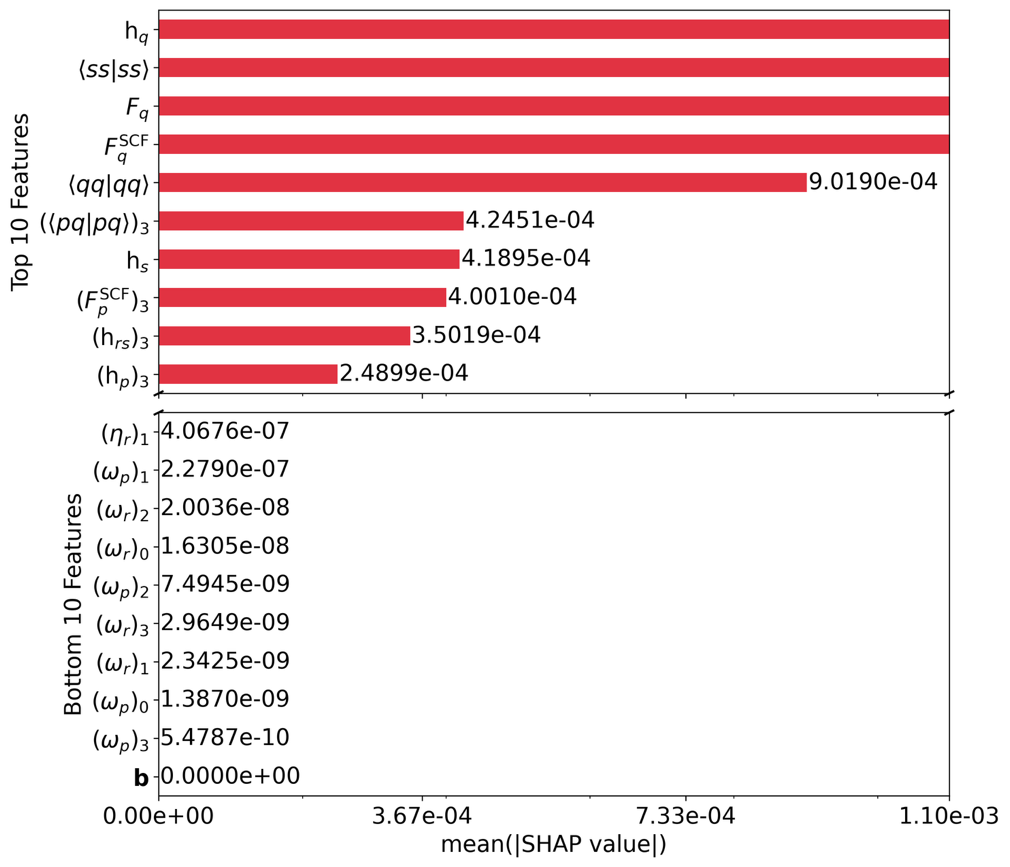 Top 10 Features
h_q
⟨ss|ss⟩
F_q
F_q^SCF
⟨qq|qq⟩ 9.0190e-04
(⟨pq|pq⟩)_3 4.2451e-04
h_s 4.1895e-04
(F_p^SCF)_3 4.0010e-04
(h_rs)_3 3.5019e-04
(h_p)_3 2.4899e-04
Bottom 10 Features
(η_r)_1 4.0676e-07
(ω_p)_1 2.2790e-07
(ω_r)_2 2.0036e-08
(ω_r)_0 1.6305e-08
(ω_p)_2 7.4945e-09
(ω_r)_3 2.9649e-09
(ω_r)_1 2.3425e-09
(ω_p)_0 1.3870e-09
(ω_p)_3 5.4787e-10
b 0.0000e+00
0.00e+00 3.67e-04 7.33e-04 1.10e-03
mean(|SHAP value|)